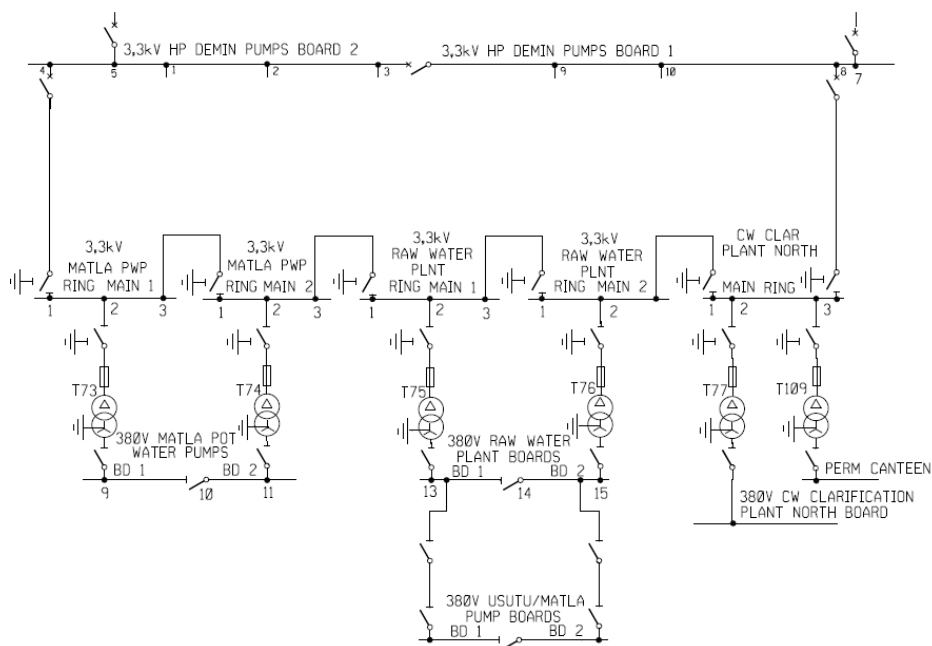 3,3kV HP DEMIN PUMPS BOARD 2
3,3kV HP DEMIN PUMPS BOARD 1
4
5
1
2
3
9
10
8
7
3,3kV
MATLA PWP
RING MAIN 1
3,3kV
MATLA PWP
RING MAIN 2
3,3kV
RAW WATER
PLNT
RING MAIN 1
3,3kV
RAW WATER
PLNT
RING MAIN 2
CW CLAR
PLANT NORTH
MAIN RING
1
2
3
1
2
3
1
2
3
1
2
1
2
3
T73
T74
T75
T76
T77
T109
380V MATLA POT
WATER PUMPS
BD 1
BD 2
9
10
11
380V RAW WATER
PLANT BOARDS
BD 1
BD 2
13
14
15
PERM CANTEEN
380V CW CLARIFICATION
PLANT NORTH BOARD
380V USUTU/MATLA
PUMP BOARDS
BD 1
BD 2